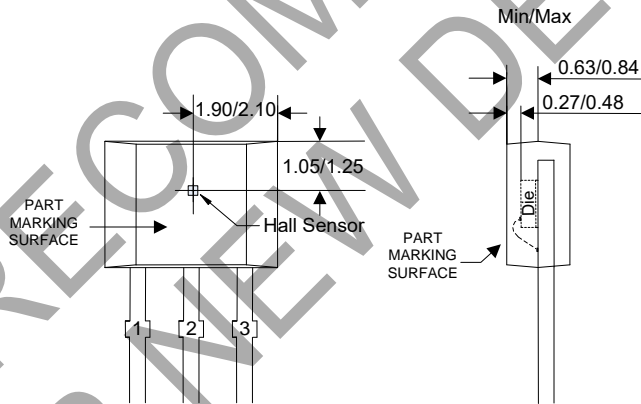 Min/Max
0.63/0.84
0.27/0.48
1.90/2.10
1.05/1.25
PART
MARKING
SURFACE
Hall Sensor
1 2 3
Die
PART
MARKING
SURFACE